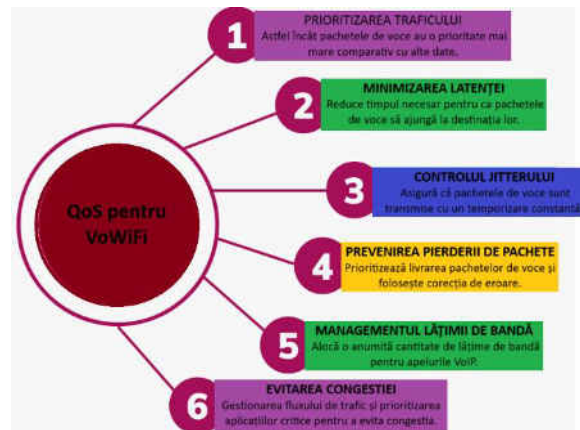 1
PRIORITIZAREA TRAFICULUI
Astfel încât pachetele de voce au o prioritate mai
mare comparativ cu alte date.
2
MINIMIZAREA LATENȚEI
Reduce timpul necesar pentru ca pachetele
de voce să ajungă la destinația lor.
QoS pentru
VoWiFi
3
CONTROLUL JITTERULUI
Asigură că pachetele de voce sunt
transmise cu un temporizare constantă
4
PREVENIREA PIERDERII DE PACHETE
Prioritizează livrarea pachetelor de voce și
folosește corecția de eroare.
5
MANAGEMENTUL LĂȚIMII DE BANDĂ
Alocă o anumită cantitate de lățime de bandă
pentru apelurile VoIP.
6
EVITAREA CONGESTIEI
Gestionarea fluxului de trafic și prioritizarea
aplicațiilor critice pentru a evita congestia.